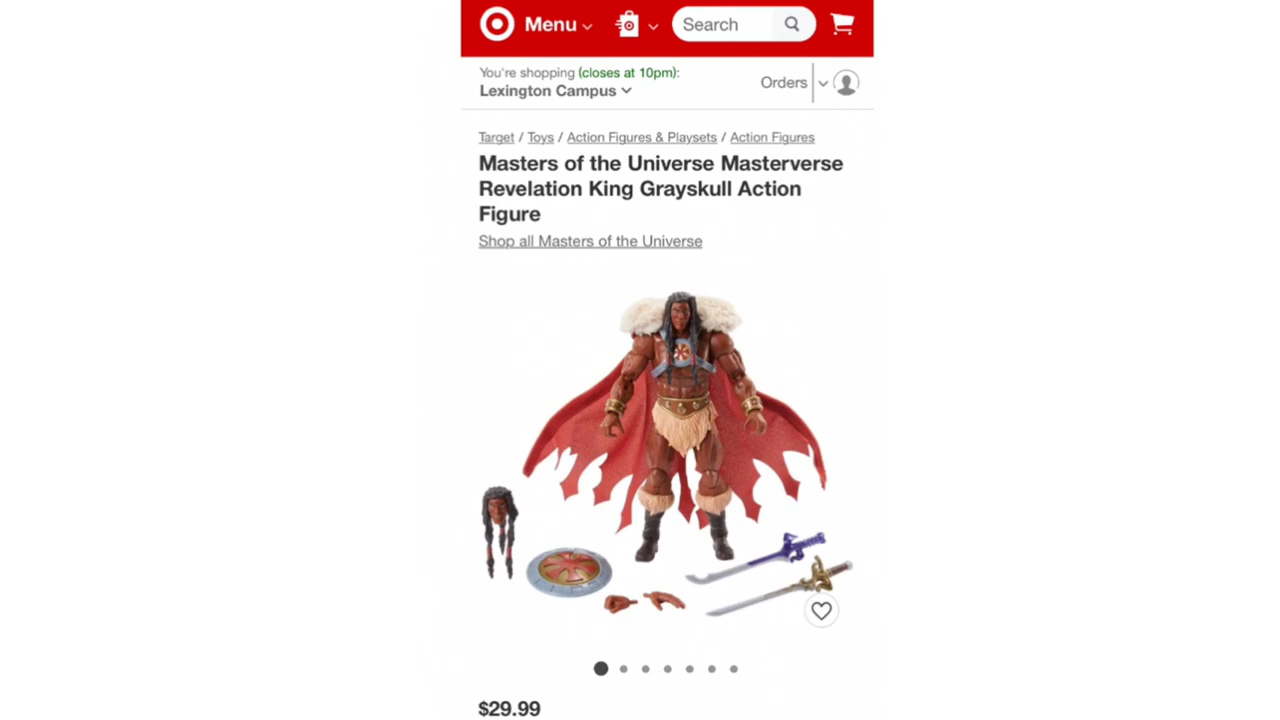 Menu
Search
You're shopping (closes at 10pm):
Lexington Campus
Orders
Target / Toys / Action Figures & Playsets / Action Figures
Masters of the Universe Masterverse
Revelation King Grayskull Action
Figure
Shop all Masters of the Universe
$29.99